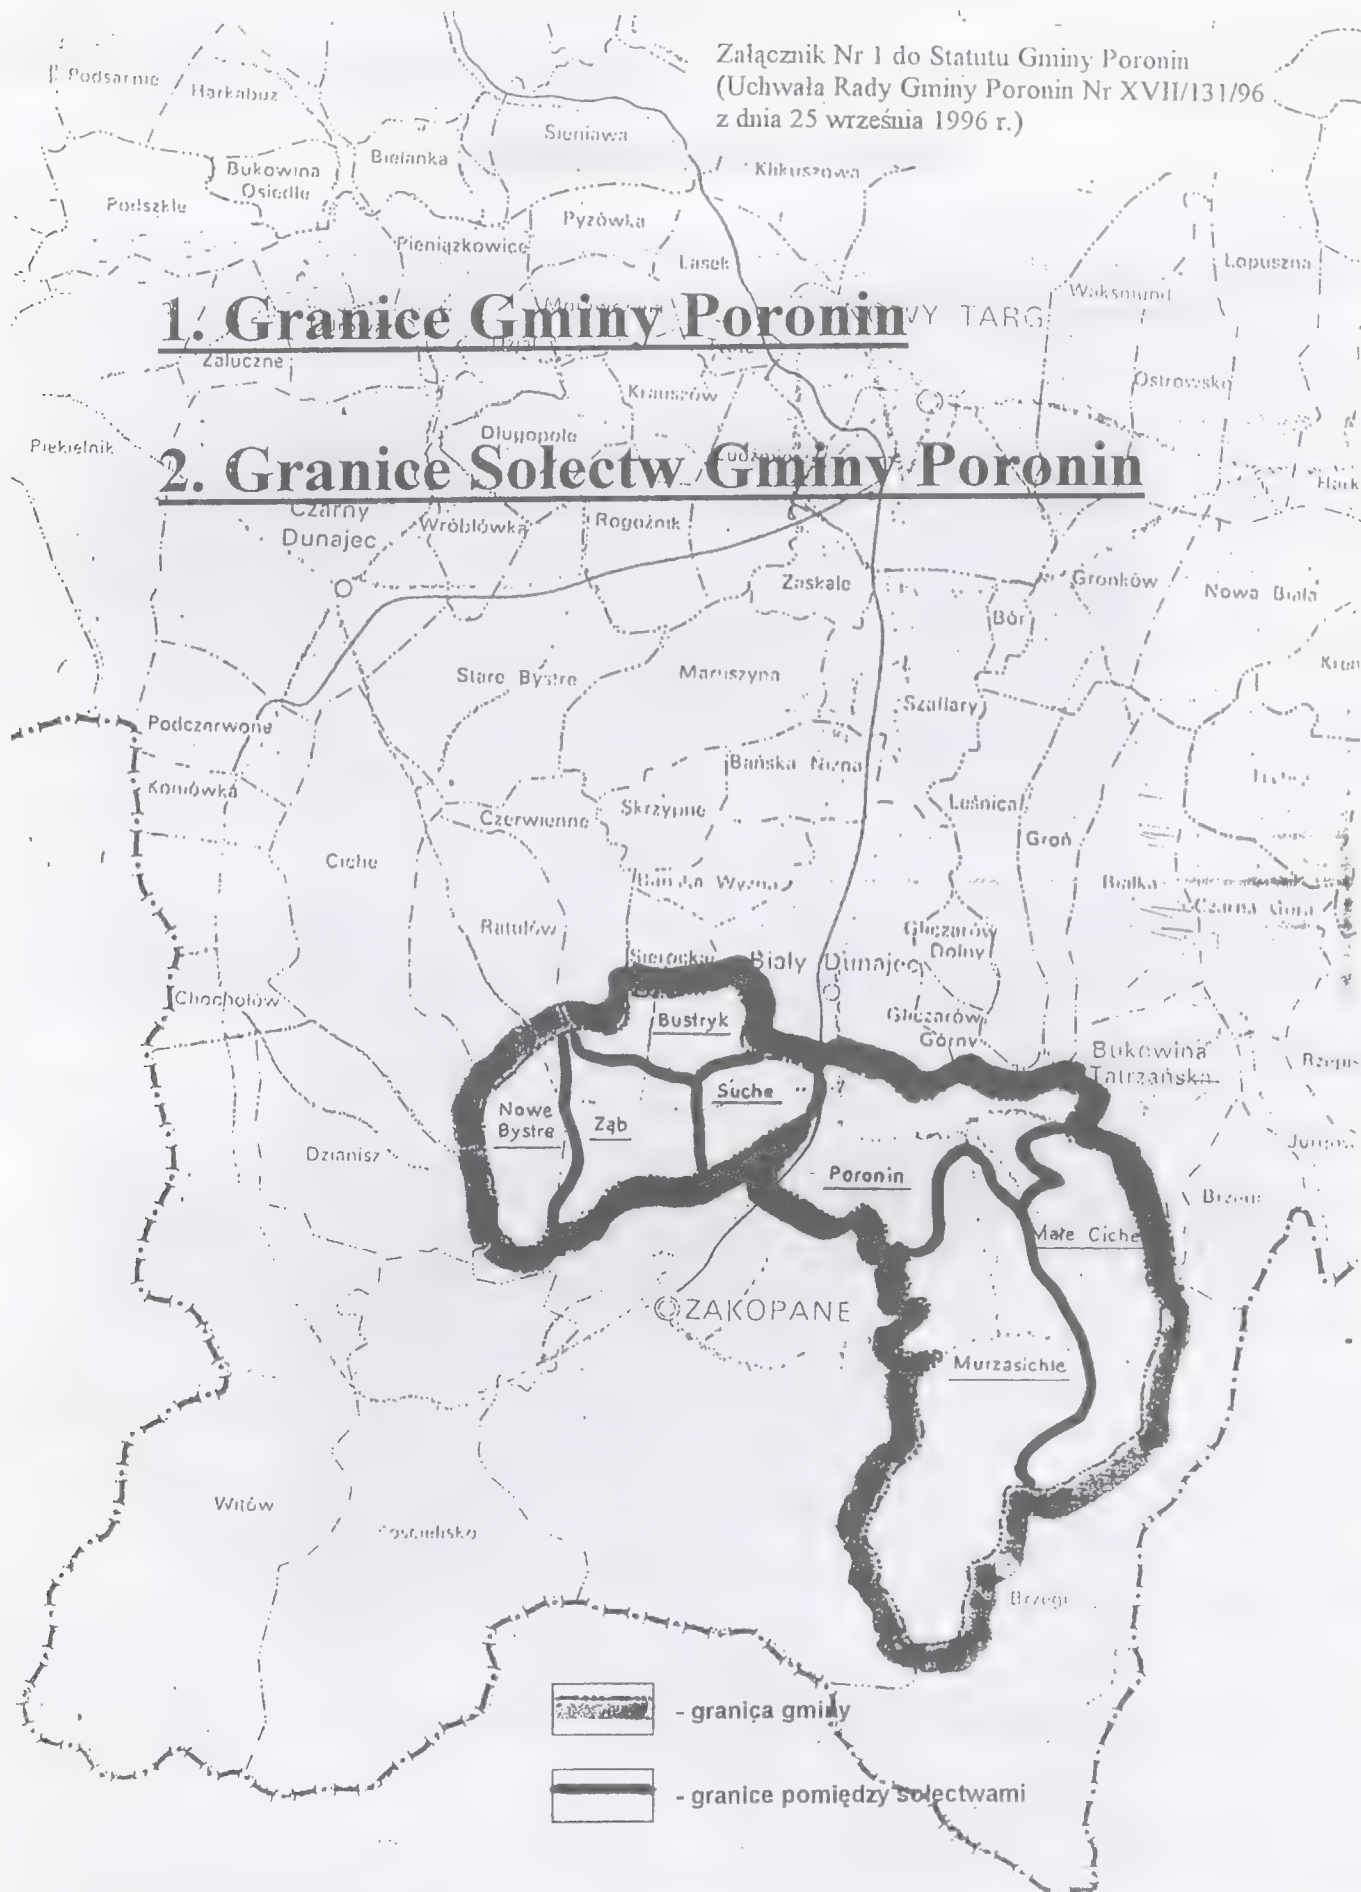 Załącznik Nr 1 do Statutu Gminy Poronin
(Uchwała Rady Gminy Poronin Nr XVII/131/96
z dnia 25 września 1996 r.)
Podsarnie
Harkabuz
Sieniawa
Bukowina
Osiedle
Bielanka
Klikuszowa
Podszkle
Pyzówka
Pieniążkowice
Lasek
Łopuszna
Waksmund
1. Granice Gminy Poronin
WY TARG
Załuczne
Krauszów
Ostrowsko
Piekielnik
Długopole
2. Granice Sołectw Gminy Poronin
Czarny
Dunajec
Wróblówka
Rogoźnik
Zaskale
Gronków
Nowa Biała
Bór
Stare Bystre
Maruszyna
Szaflary
Podczerwone
Bańska Niżna
Koniówka
Skrzypne
Leśnica
Czerwienne
Groń
Ciche
Bańska Wyżna
Białka
Czarna Góra
Ratułów
Gliczarów
Dolny
Sierockie
Biały Dunajec
Chochołów
Bustryk
Gliczarów
Górny
Bukowina
Tatrzańska
Suche
Nowe
Bystre
Ząb
Dzianisz
Poronin
Brzegi
Małe Ciche
ZAKOPANE
Murzasichle
Witów
Kościelisko
Brzegi
- granica gminy
- granice pomiędzy sołectwami